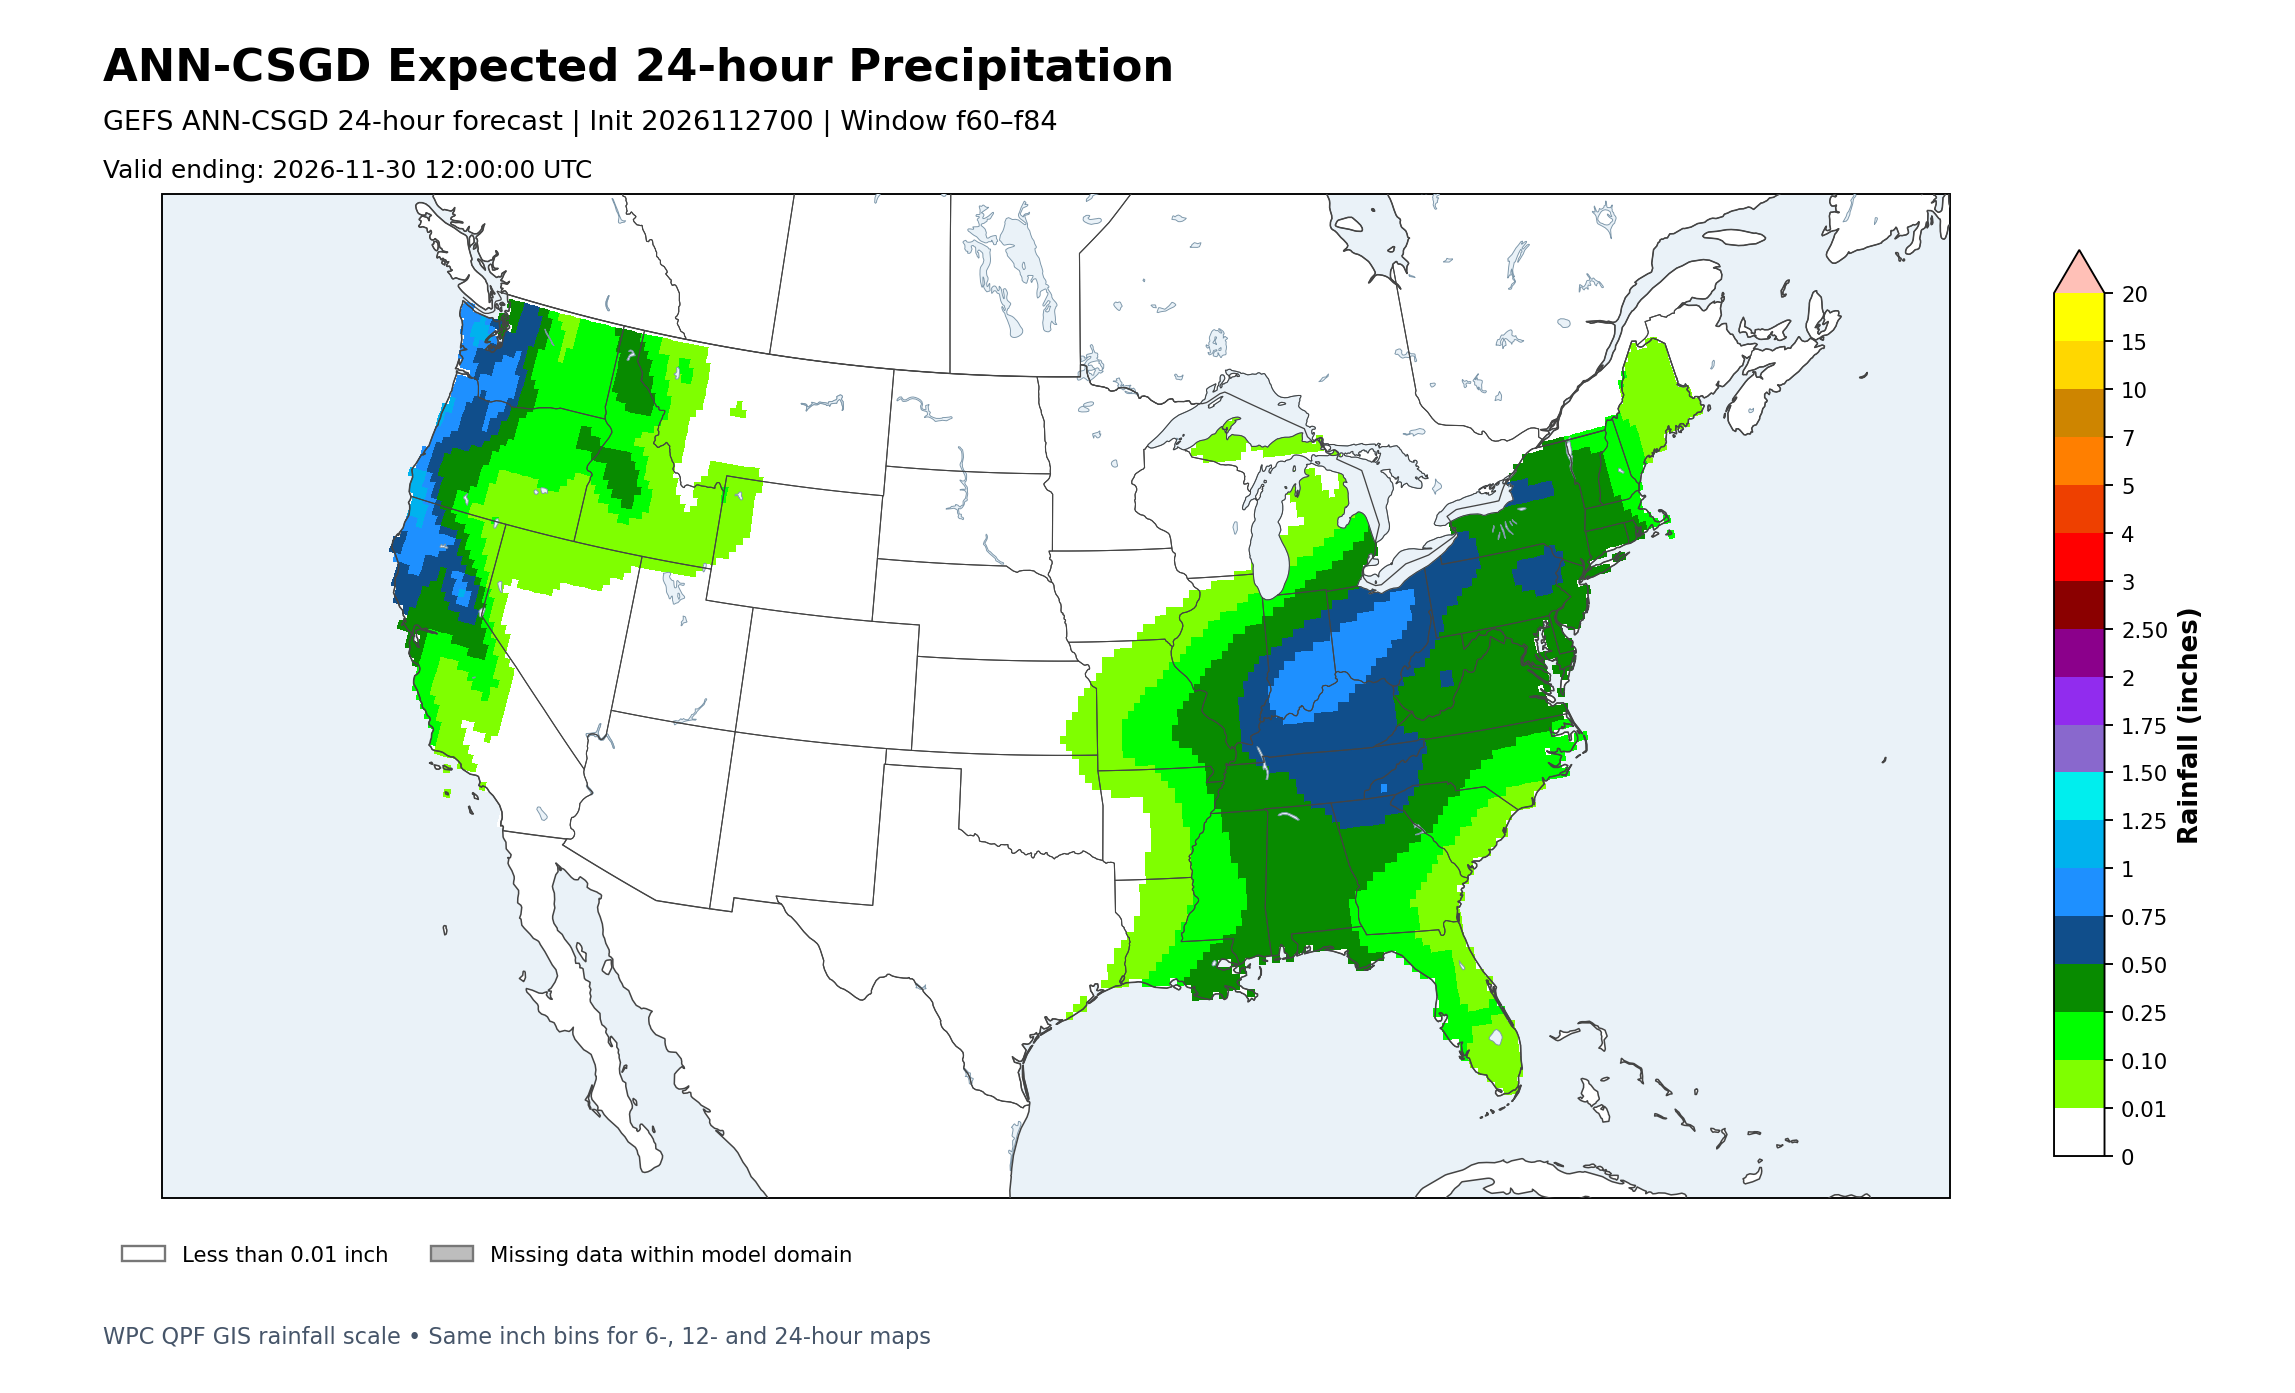 ANN-CSGD Expected 24-hour Precipitation
GEFS ANN-CSGD 24-hour forecast | Init 2026112700 | Window f60–f84
Valid ending: 2026-11-30 12:00:00 UTC
20
15
10
7
5
4
3
2.50
2
1.75
1.50
1.25
1
0.75
0.50
0.25
0.10
0.01
0
Rainfall (inches)
Less than 0.01 inch
Missing data within model domain
WPC QPF GIS rainfall scale • Same inch bins for 6-, 12- and 24-hour maps